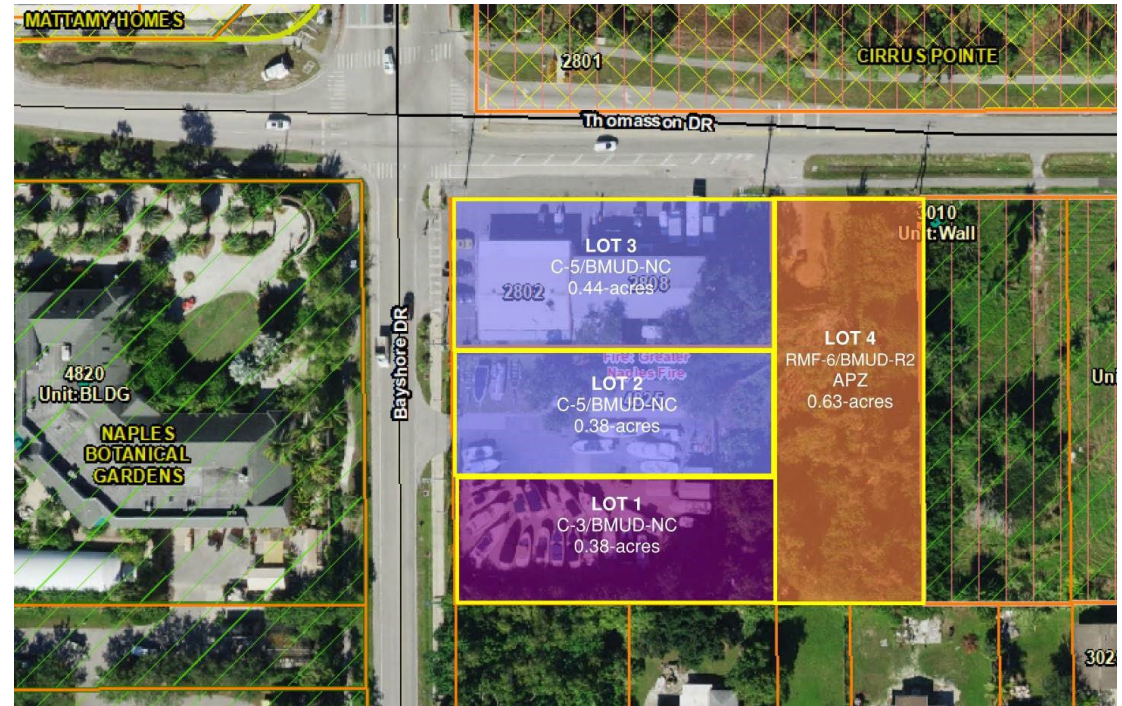 MATTAMY HOMES
2801
CIRRUS POINTE
Thomasson DR
LOT 3
C-5/BMUD-NC
0.44-acres
2802
2808
Unit:Wall
LOT 4
RMF-6/BMUD-R2
APZ
0.63-acres
Bayshore DR
Fire: Greater
Naples Fire
LOT 2
C-5/BMUD-NC
0.38-acres
4820
Unit:BLDG
NAPLES
BOTANICAL
GARDENS
LOT 1
C-3/BMUD-NC
0.38-acres